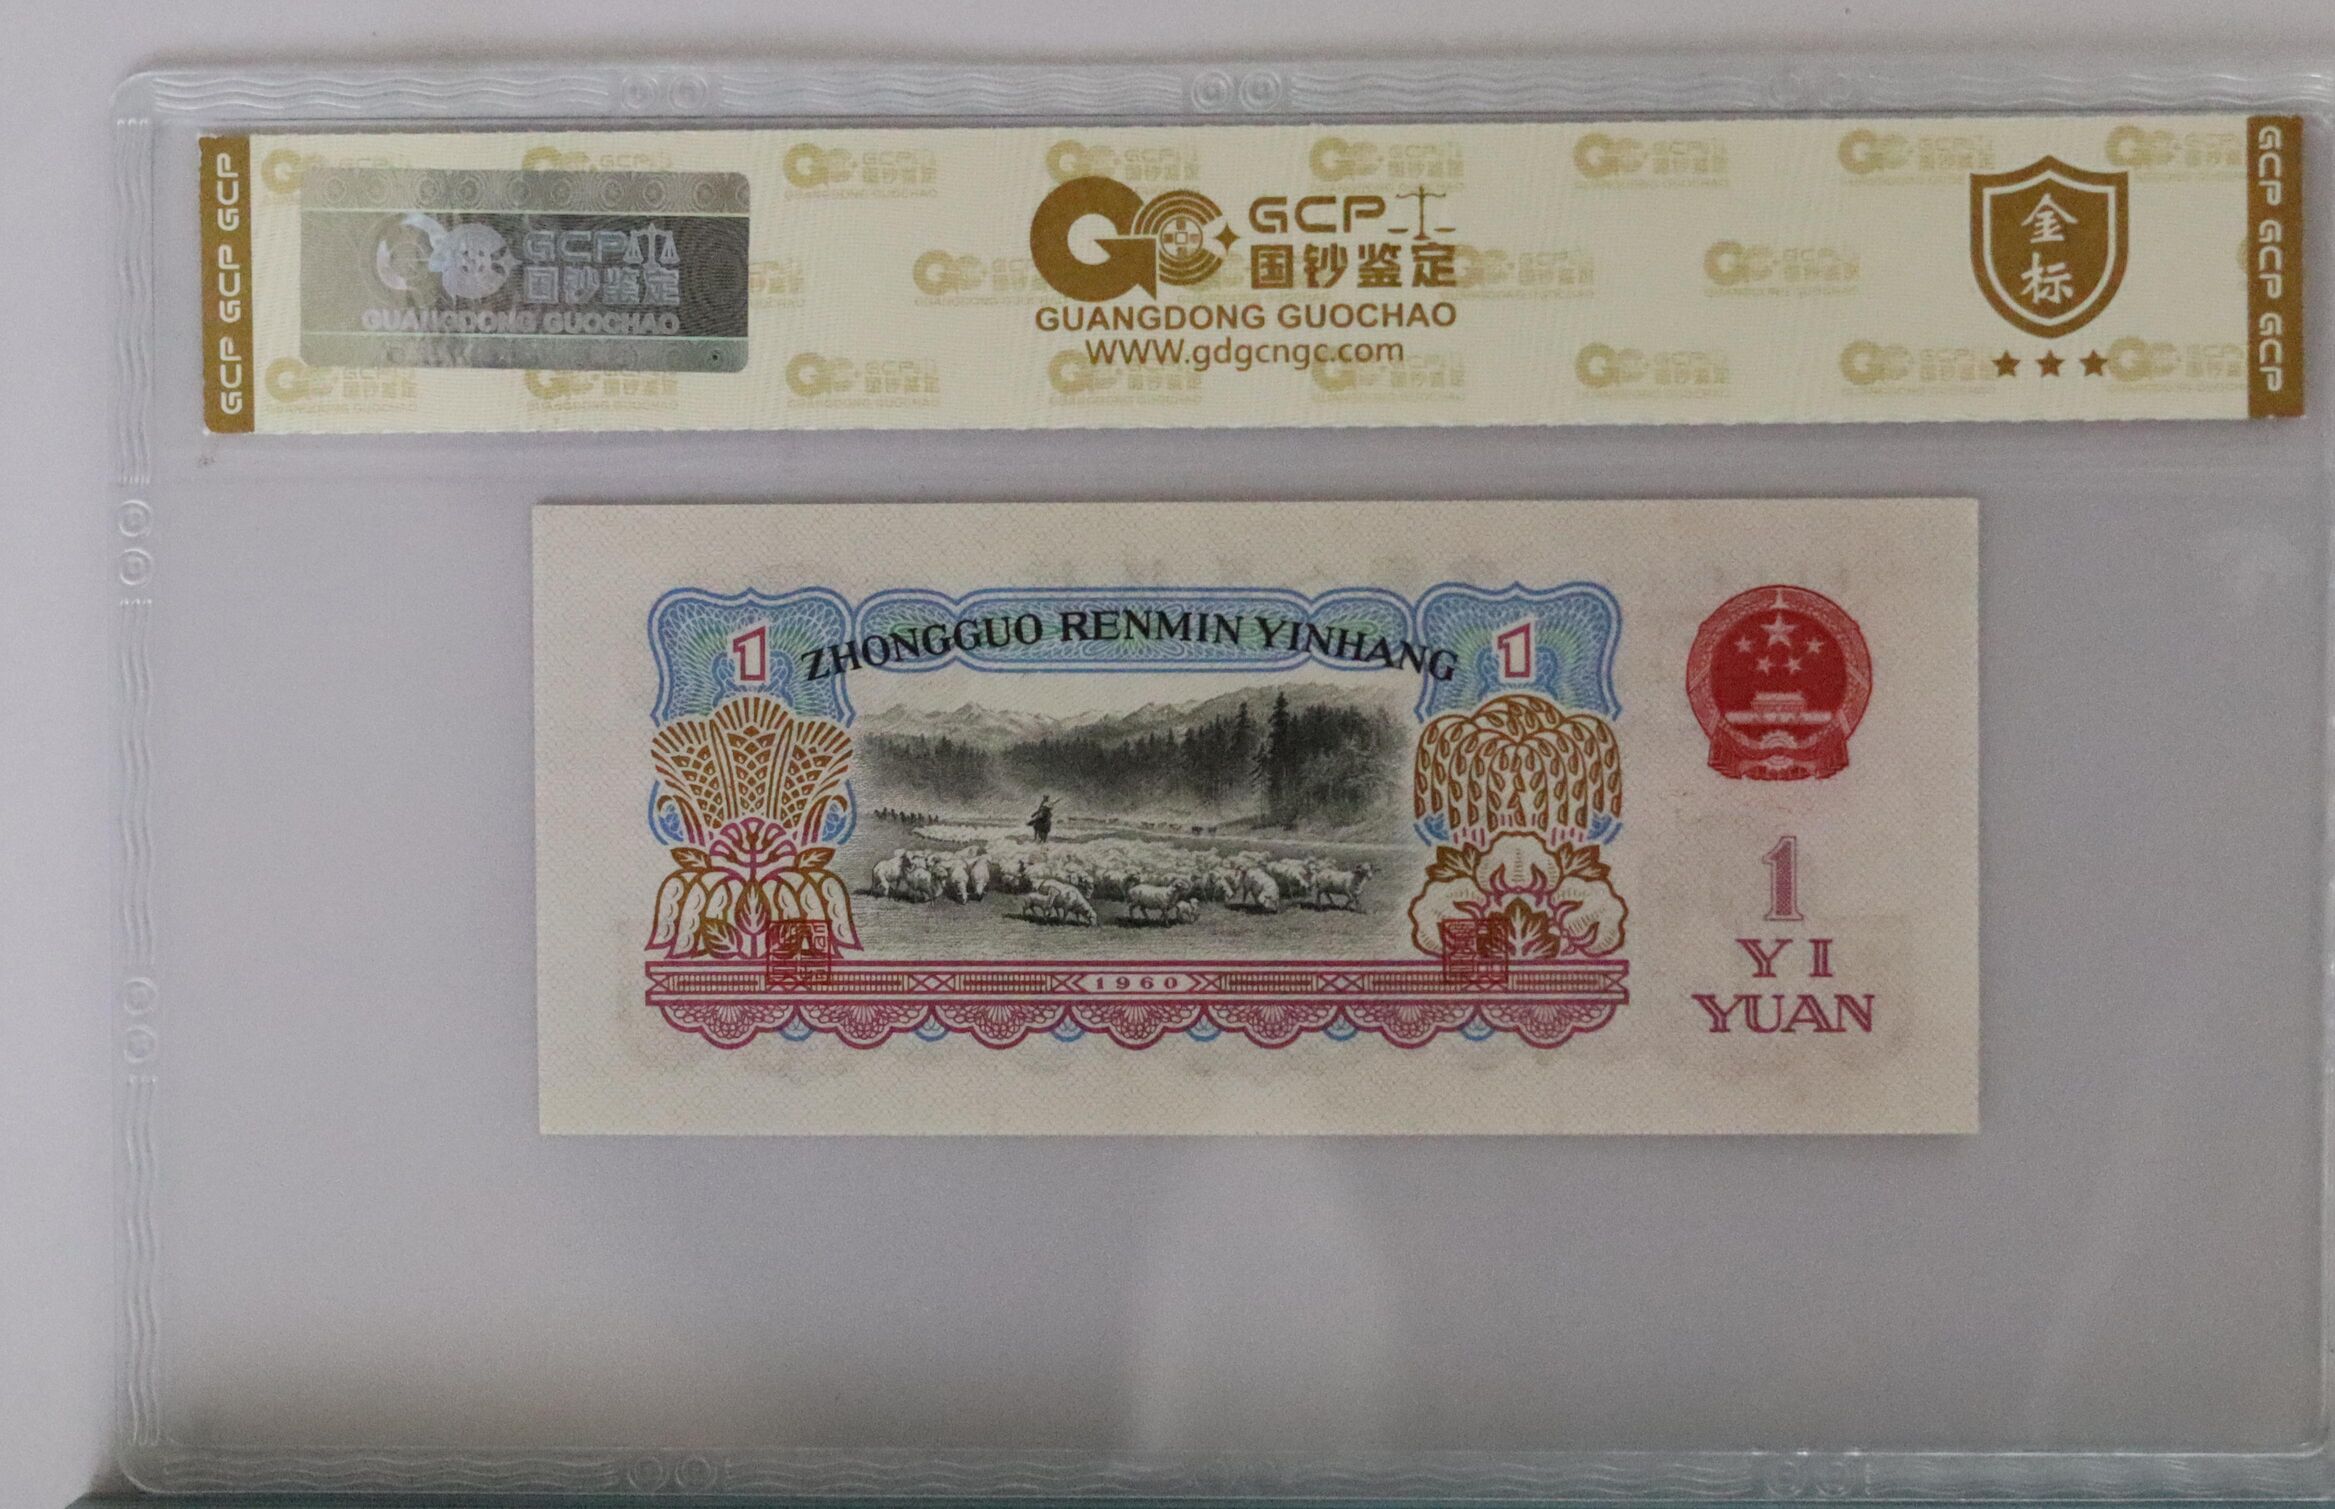 GCP GCP GCP
GCP
国钞鉴定
GUANGDONG GUOCHAO
GCP
国钞鉴定
GUANGDONG GUOCHAO
WWW.gdgcngc.com
金
标
GCP GCP GCP
1 ZHONGGUO RENMIN YINHANG 1
1960
1
YI
YUAN